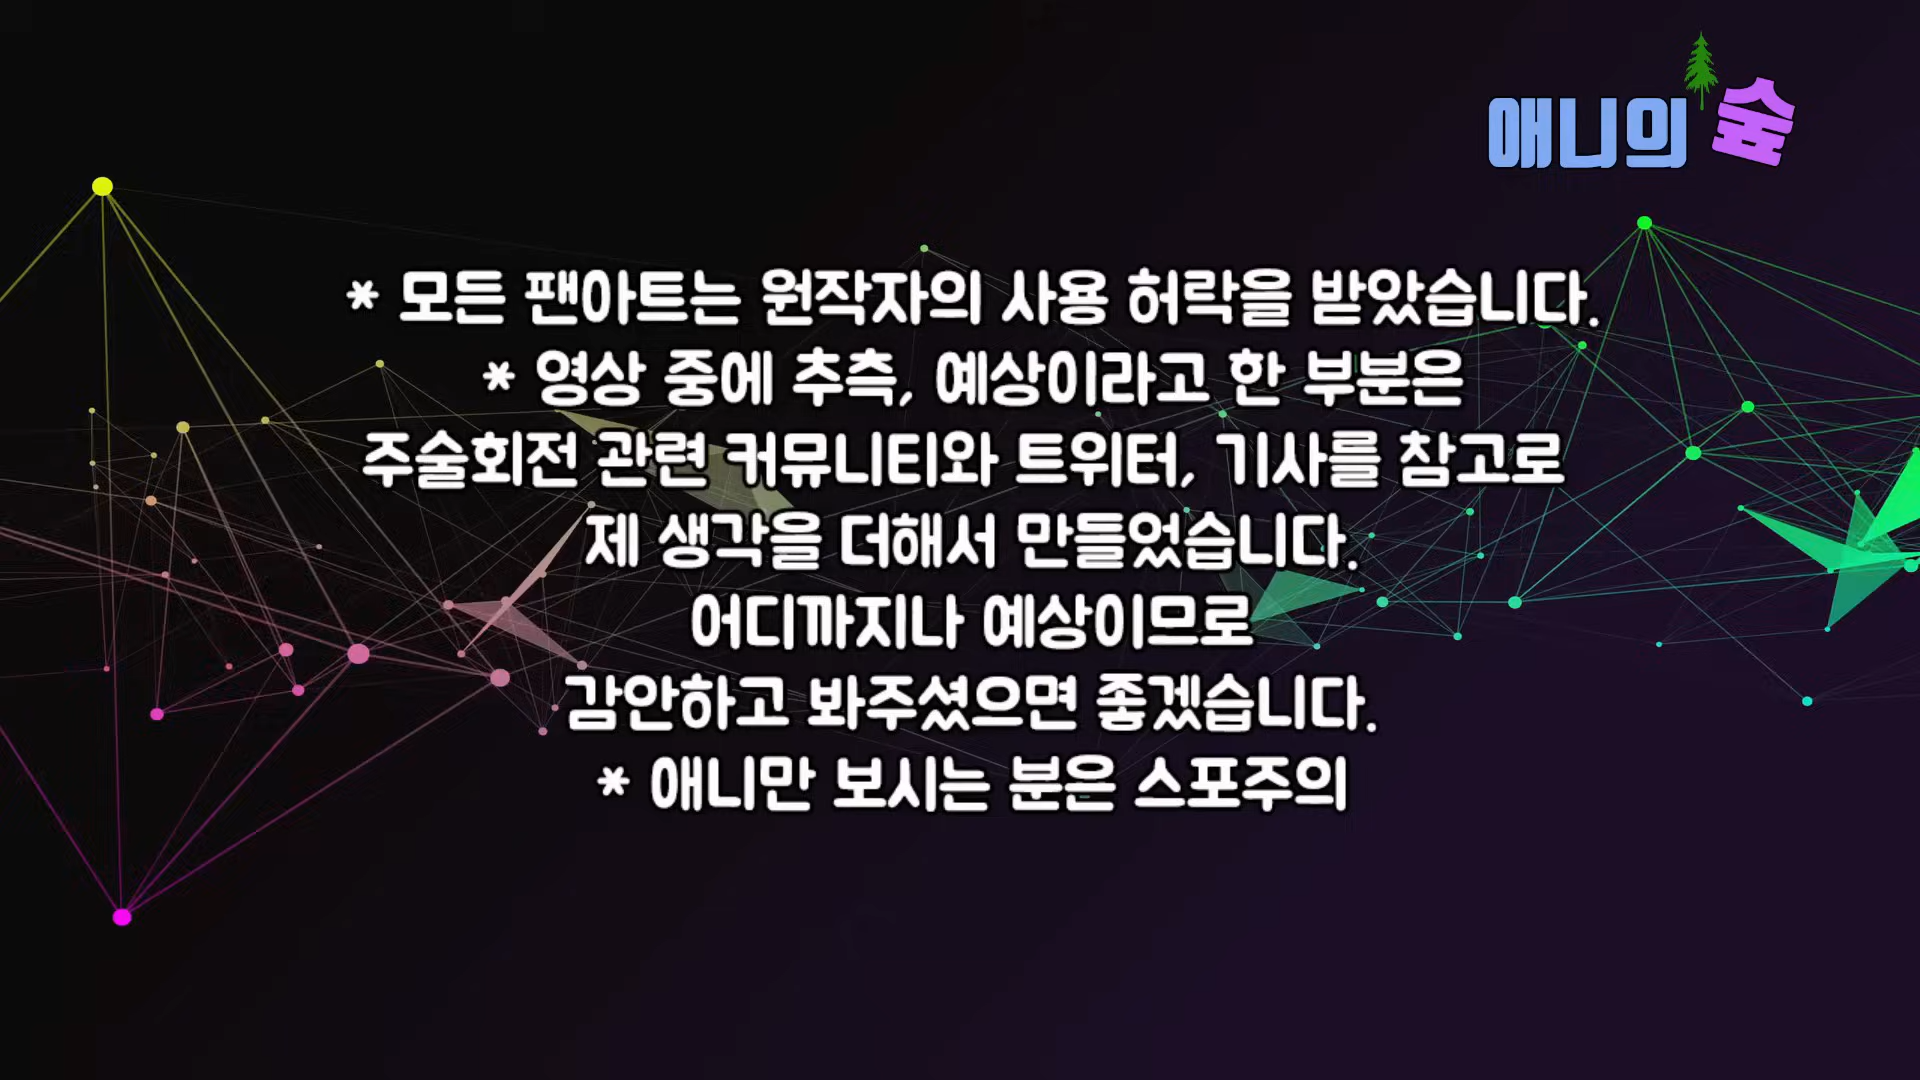 애니의 숲
* 모든 팬아트는 원작자의 사용 허락을 받았습니다.
* 영상 중에 추측, 예상이라고 한 부분은
주술회전 관련 커뮤니티와 트위터, 기사를 참고로
제 생각을 더해서 만들었습니다.
어디까지나 예상이므로
감안하고 봐주셨으면 좋겠습니다.
* 애니만 보시는 분은 스포주의